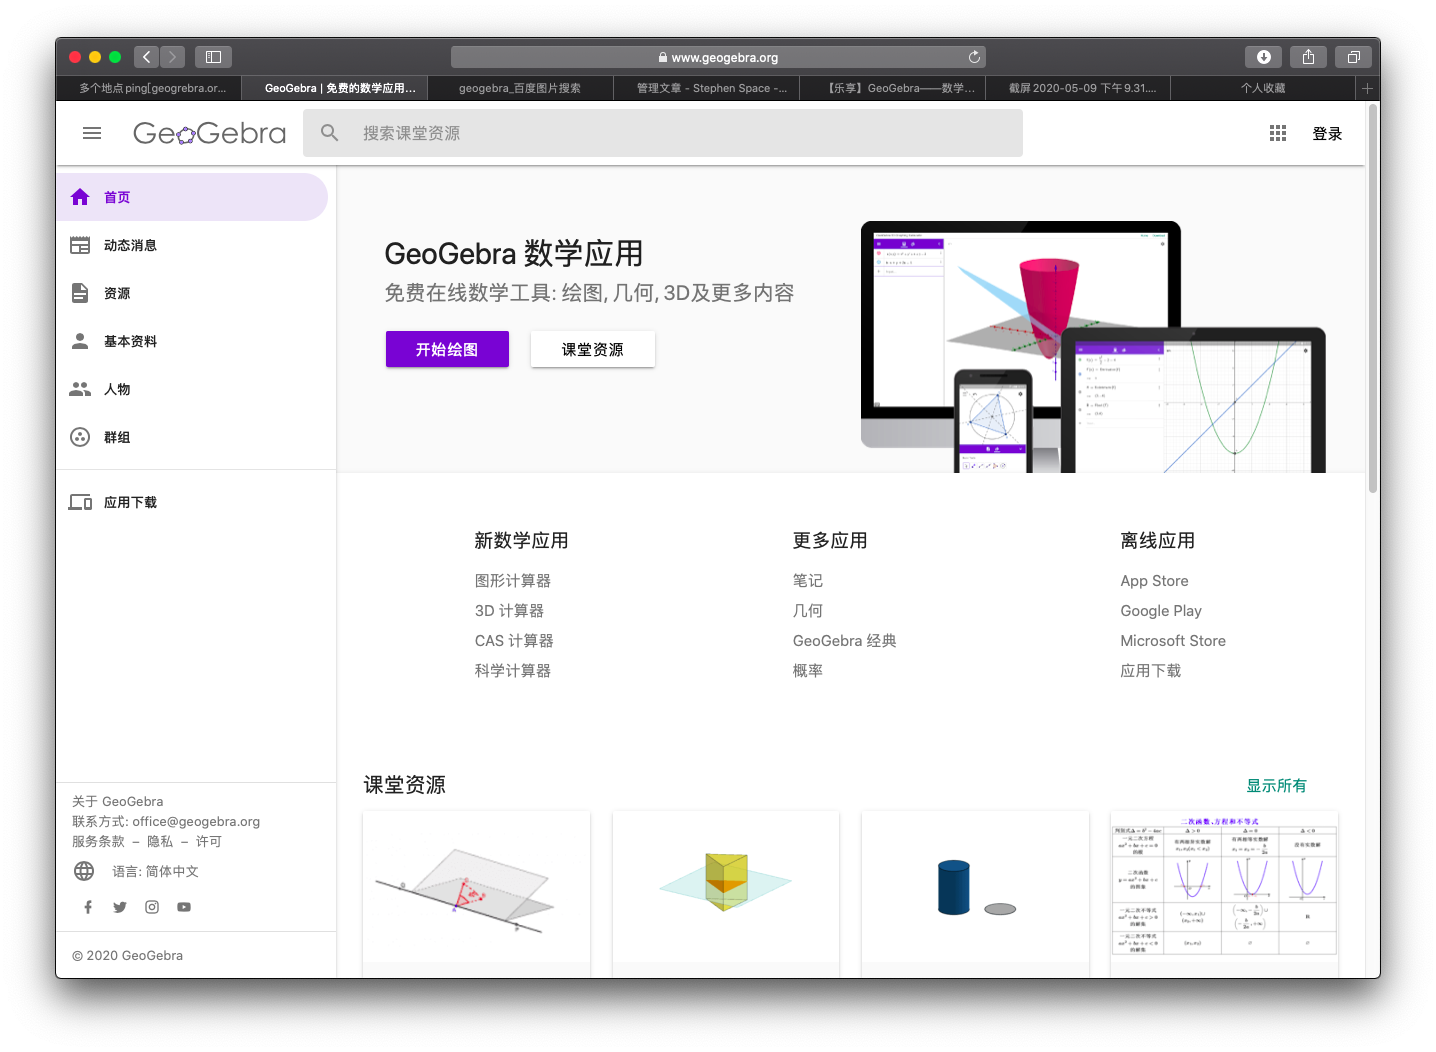 www.geogebra.org
多个地点ping[geogrebra.or...
GeoGebra | 免费的数学应用...
geogebra_百度图片搜索
管理文章 - Stephen Space -...
【乐享】GeoGebra——数学...
截屏2020-05-09 下午9.31....
个人收藏
GeoGebra
搜索课堂资源
登录
首页
动态消息
资源
基本资料
人物
群组
应用下载
GeoGebra 数学应用
免费在线数学工具: 绘图, 几何, 3D及更多内容
开始绘图
课堂资源
新数学应用
图形计算器
3D 计算器
CAS 计算器
科学计算器
更多应用
笔记
几何
GeoGebra 经典
概率
离线应用
App Store
Google Play
Microsoft Store
应用下载
课堂资源
显示所有
二次函数、方程和不等式
关于 GeoGebra
联系方式: office@geogebra.org
服务条款 – 隐私 – 许可
语言: 简体中文
© 2020 GeoGebra